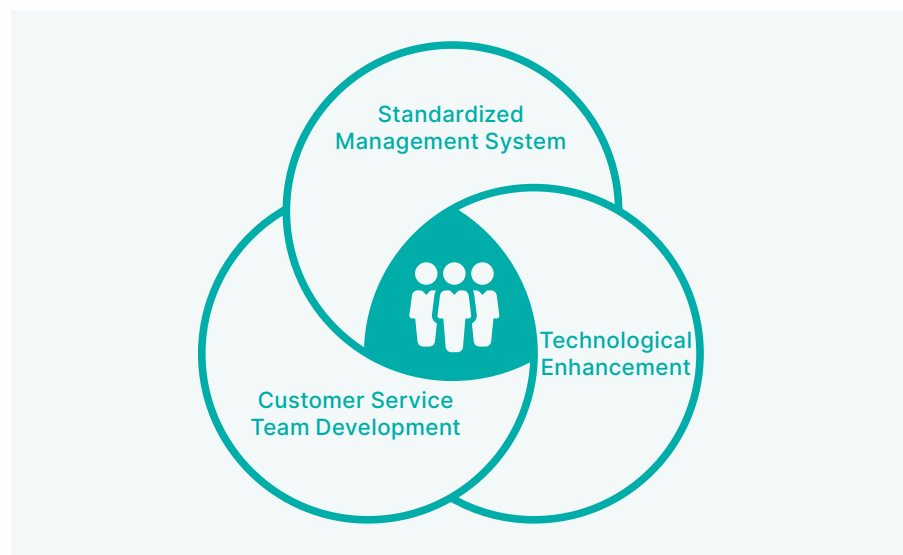 Standardized
Management System
Technological
Enhancement
Customer Service
Team Development